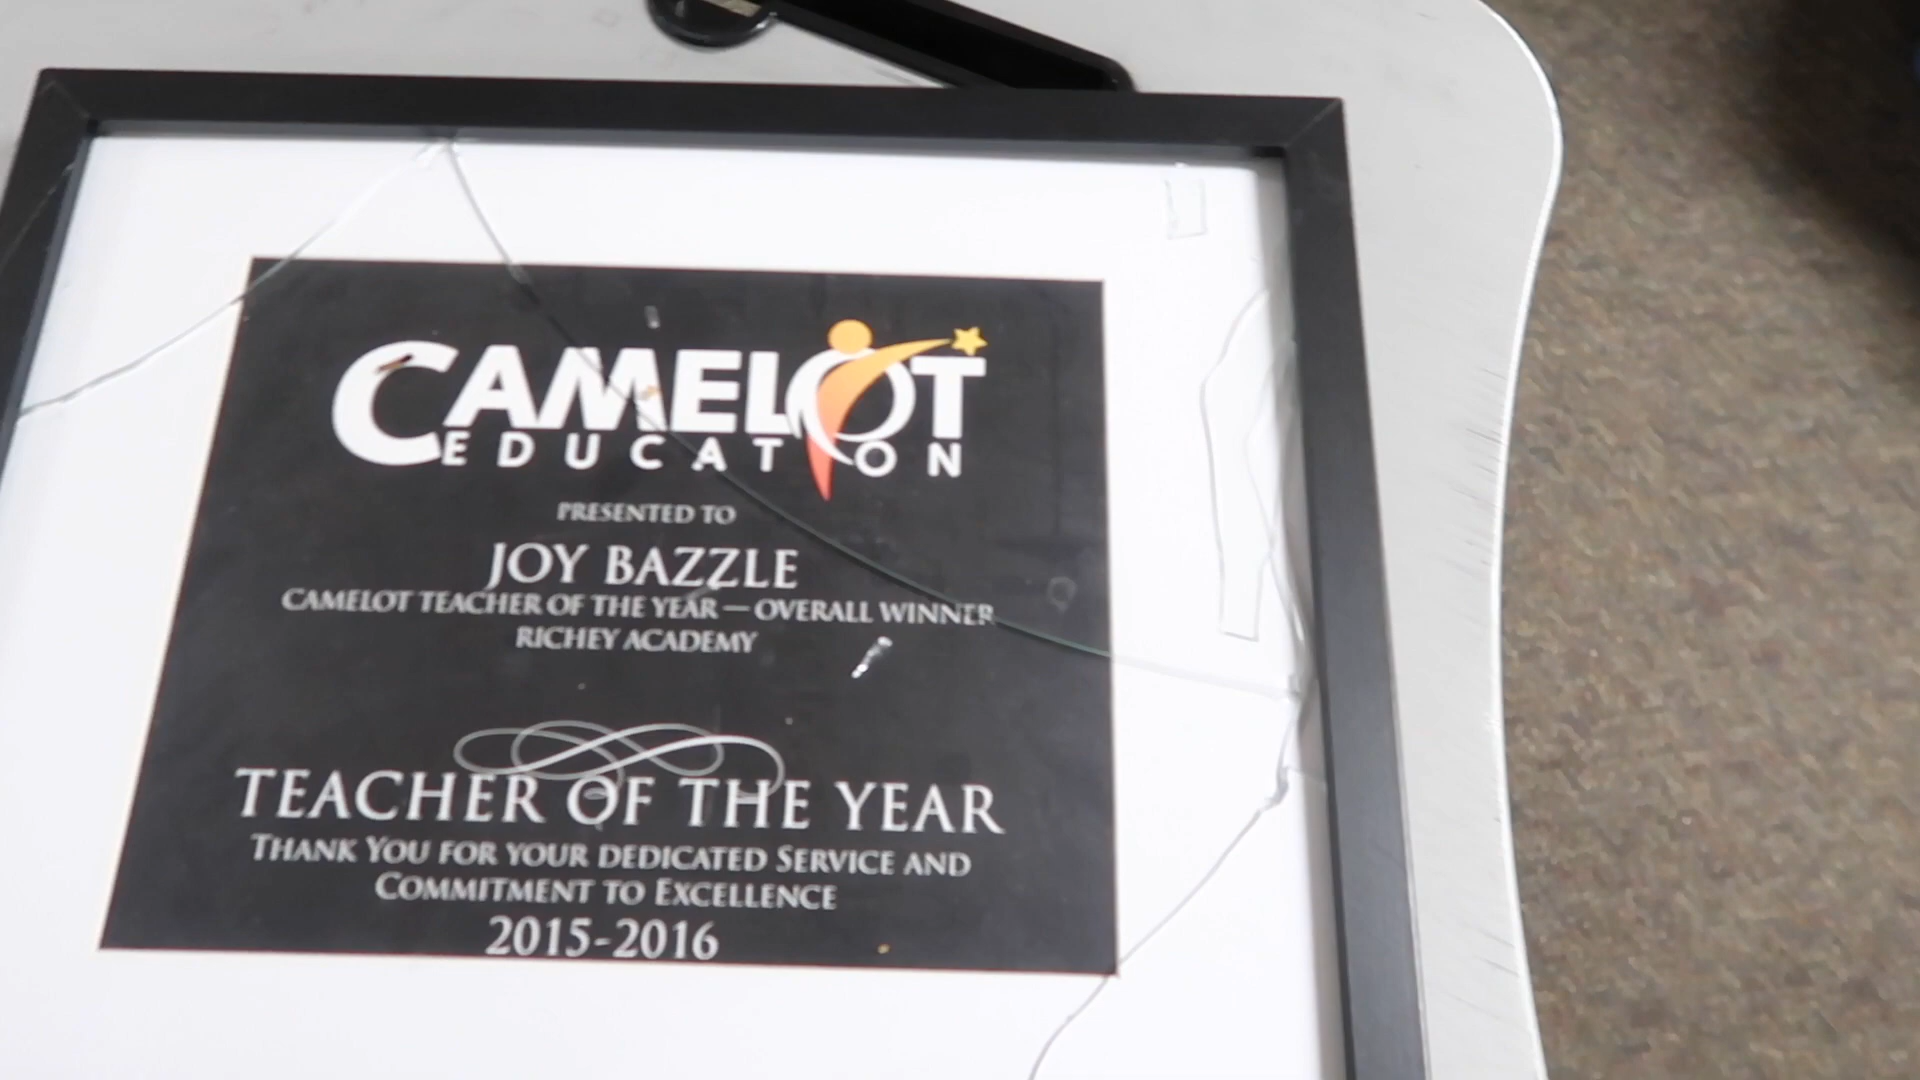 CAMELOT
EDUCATION
PRESENTED TO
JOY BAZZLE
CAMELOT TEACHER OF THE YEAR — OVERALL WINNER
RICHEY ACADEMY
TEACHER OF THE YEAR
THANK YOU FOR YOUR DEDICATED SERVICE AND
COMMITMENT TO EXCELLENCE
2015-2016